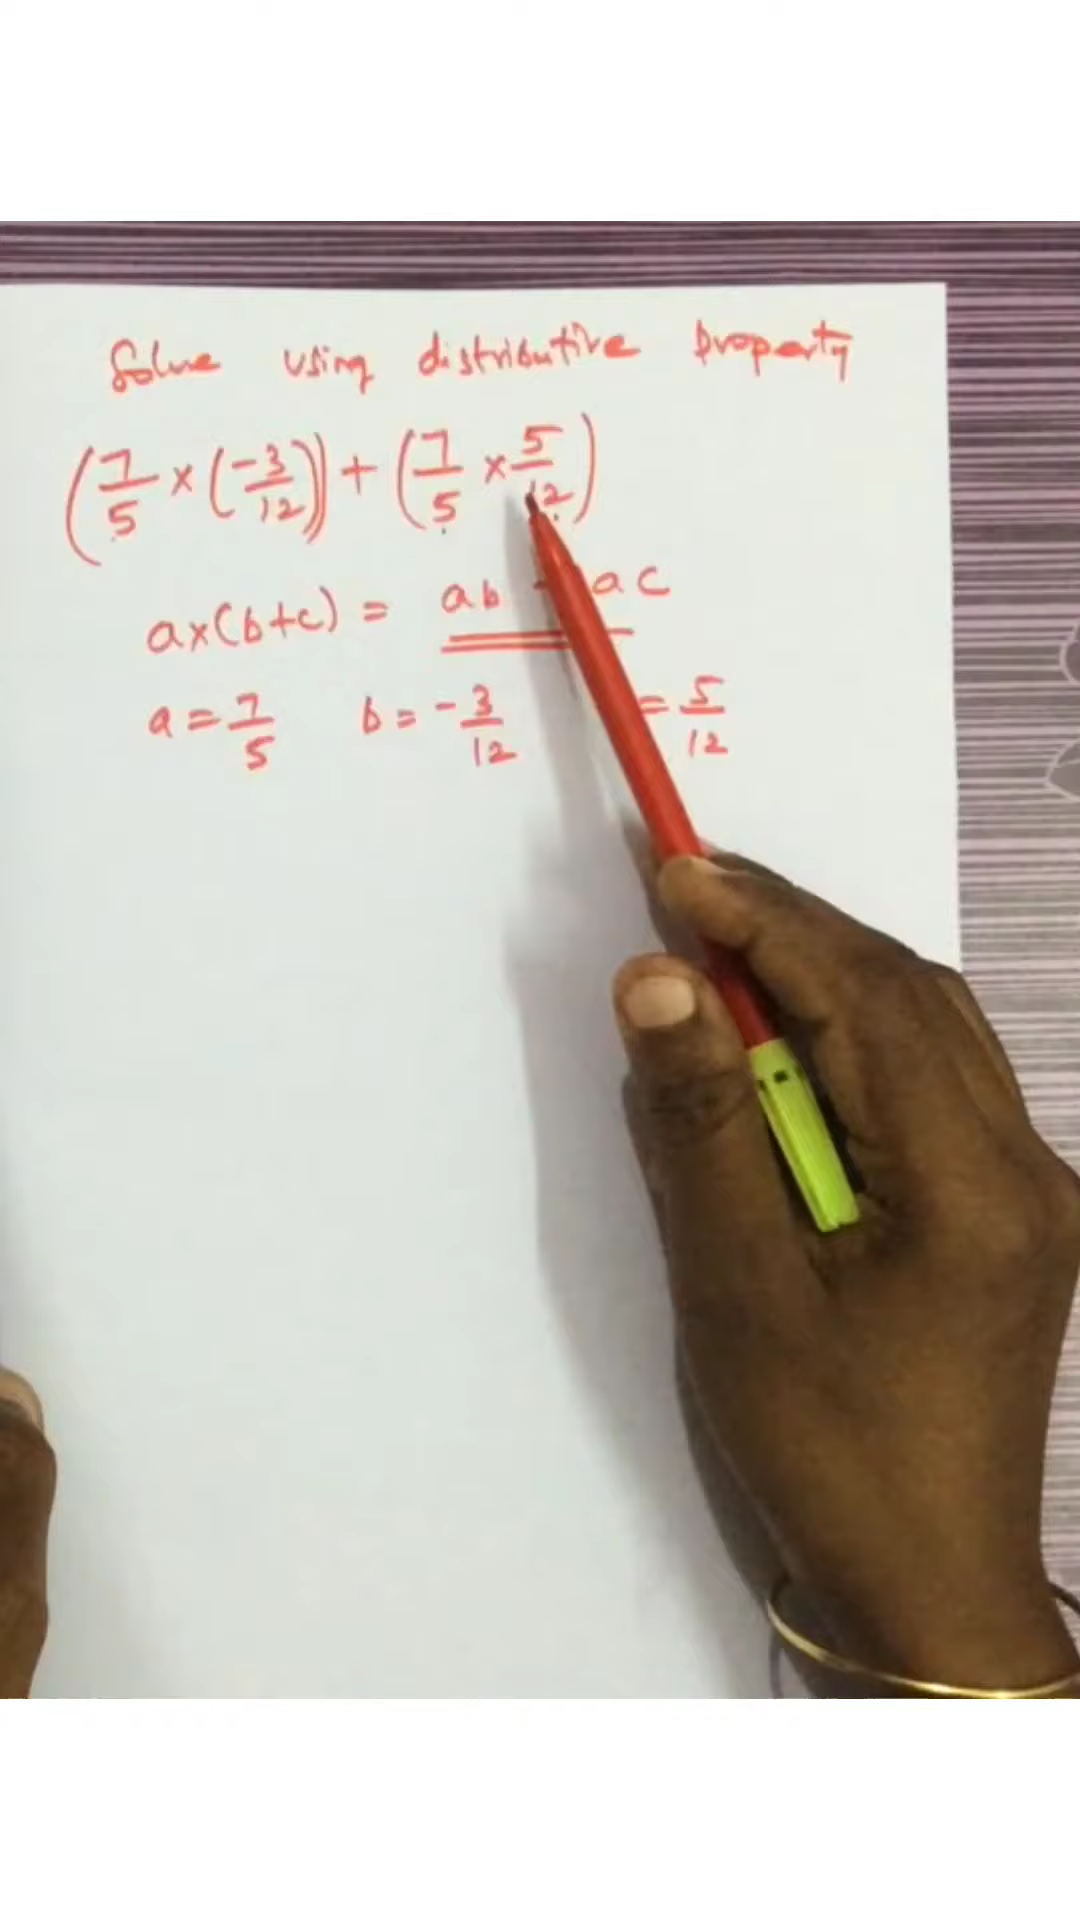 Solve using distributive property
(7/5 × (-3/12)) + (7/5 × 5/12)
a×(b+c) = ab ac
a = 7/5 b = -3/12 = 5/12